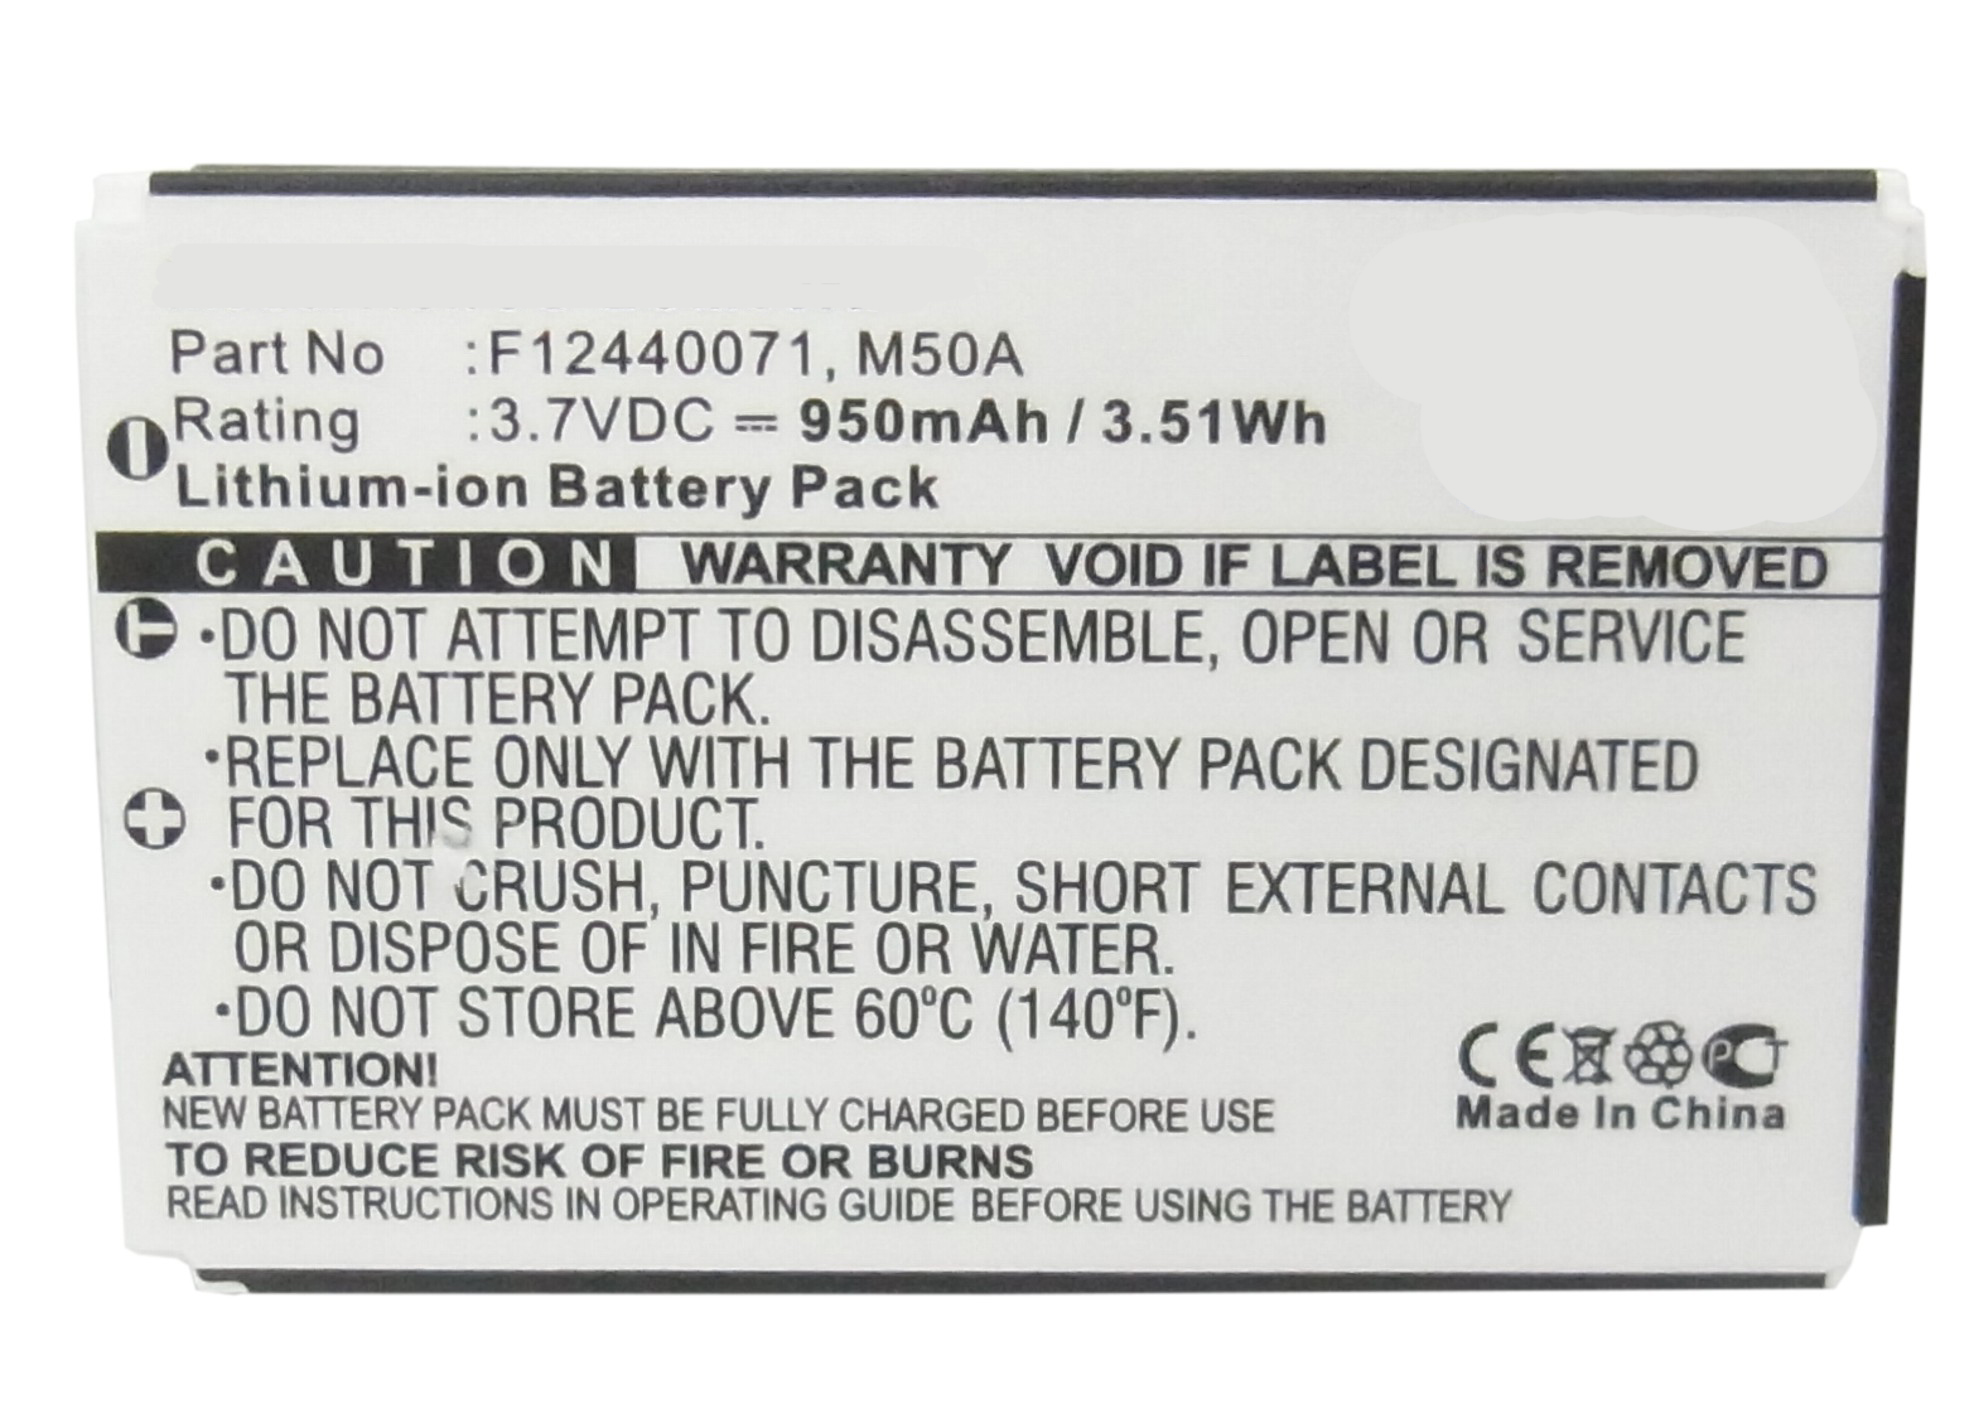 Part No :F12440071, M50A
Rating :3.7VDC ⎓ 950mAh / 3.51Wh
Lithium-ion Battery Pack
CAUTION WARRANTY VOID IF LABEL IS REMOVED
·DO NOT ATTEMPT TO DISASSEMBLE, OPEN OR SERVICE
THE BATTERY PACK.
·REPLACE ONLY WITH THE BATTERY PACK DESIGNATED
FOR THIS PRODUCT.
·DO NOT CRUSH, PUNCTURE, SHORT EXTERNAL CONTACTS
OR DISPOSE OF IN FIRE OR WATER.
·DO NOT STORE ABOVE 60ºC (140ºF).
ATTENTION!
NEW BATTERY PACK MUST BE FULLY CHARGED BEFORE USE
TO REDUCE RISK OF FIRE OR BURNS
READ INSTRUCTIONS IN OPERATING GUIDE BEFORE USING THE BATTERY
CE PCT
Made In China